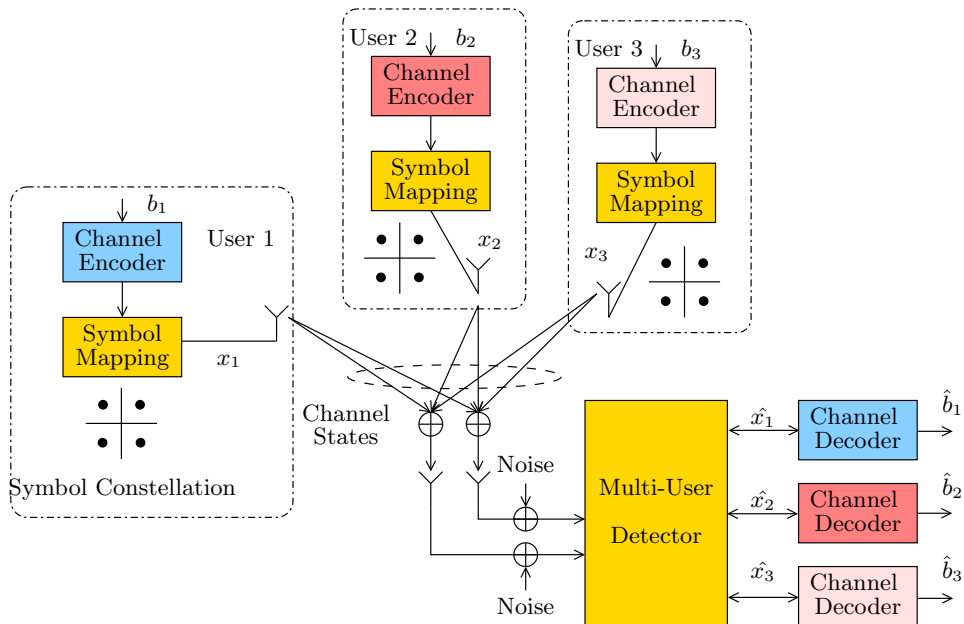 User 2
b₂
Channel
Encoder
Symbol
Mapping
x₂
User 3
b₃
Channel
Encoder
Symbol
Mapping
x₃
b₁
User 1
Channel
Encoder
Symbol
Mapping
x₁
Symbol Constellation
Channel
States
Noise
Noise
Multi-User
Detector
x̂₁
Channel
Decoder
b̂₁
x̂₂
Channel
Decoder
b̂₂
x̂₃
Channel
Decoder
b̂₃